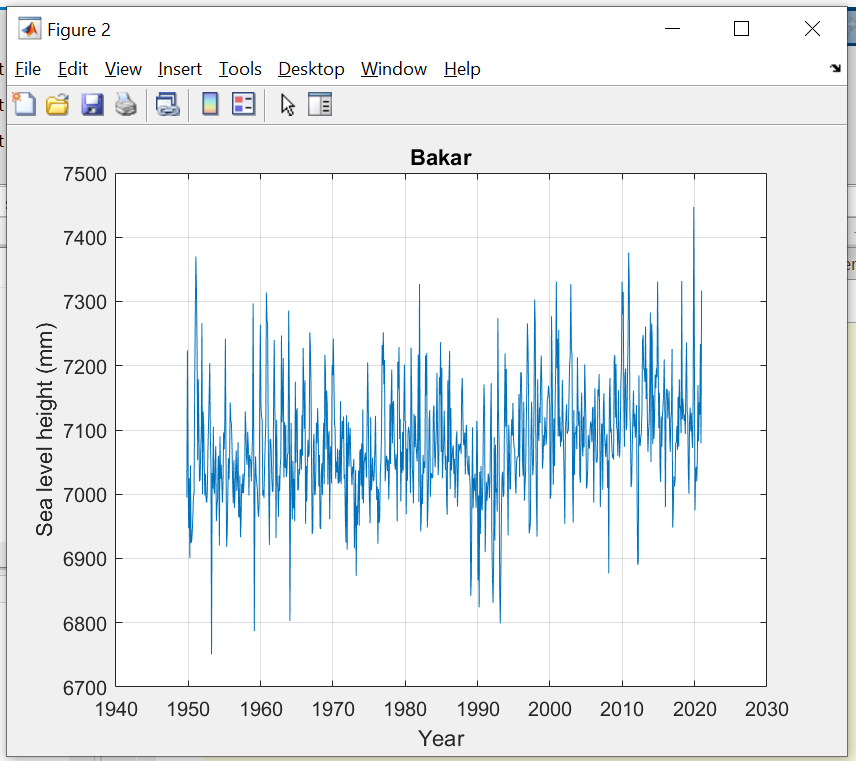 Figure 2
File Edit View Insert Tools Desktop Window Help
Bakar
7500
7400
7300
7200
7100
7000
6900
6800
6700
Sea level height (mm)
1940 1950 1960 1970 1980 1990 2000 2010 2020 2030
Year